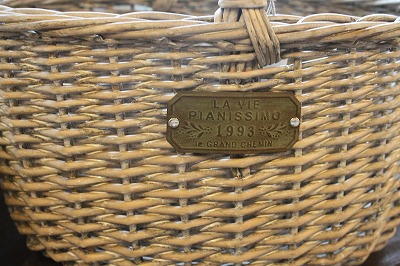 LA VIE
PIANISSIMO
1993
le GRAND CHEMIN